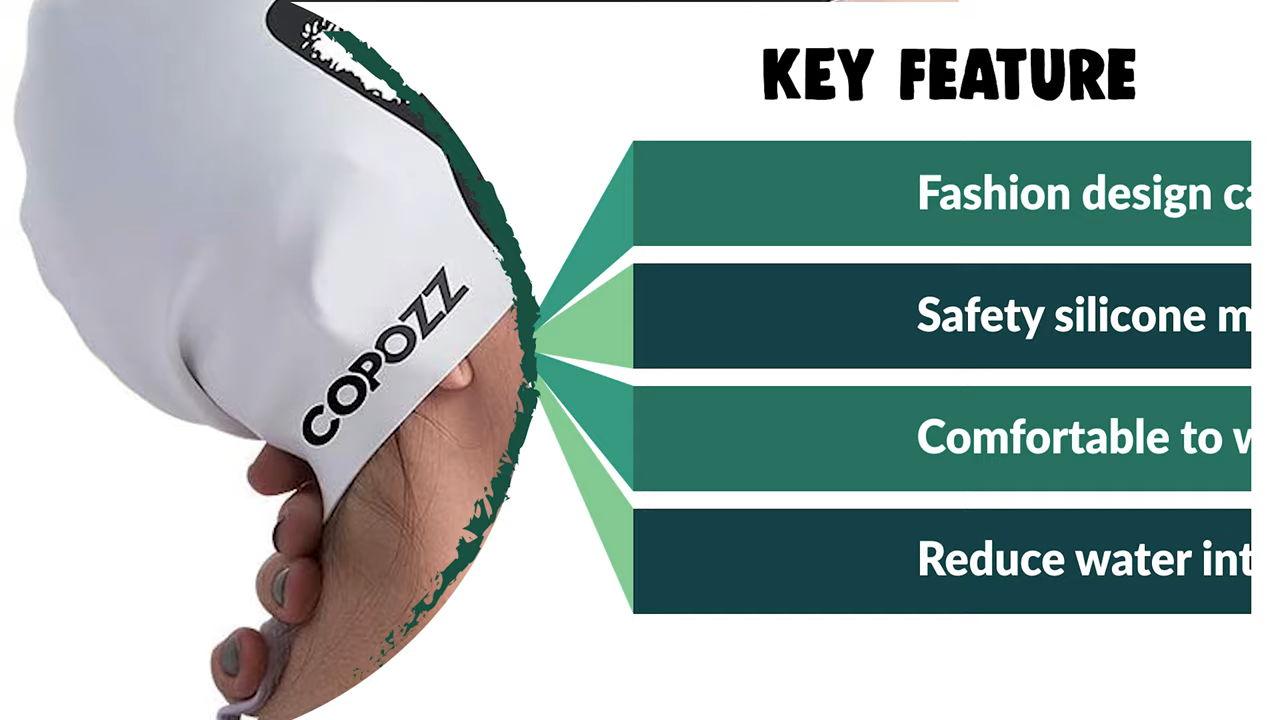 KEY FEATURE
Fashion design
Safety silicone
Comfortable to
Reduce water
COPOZZ